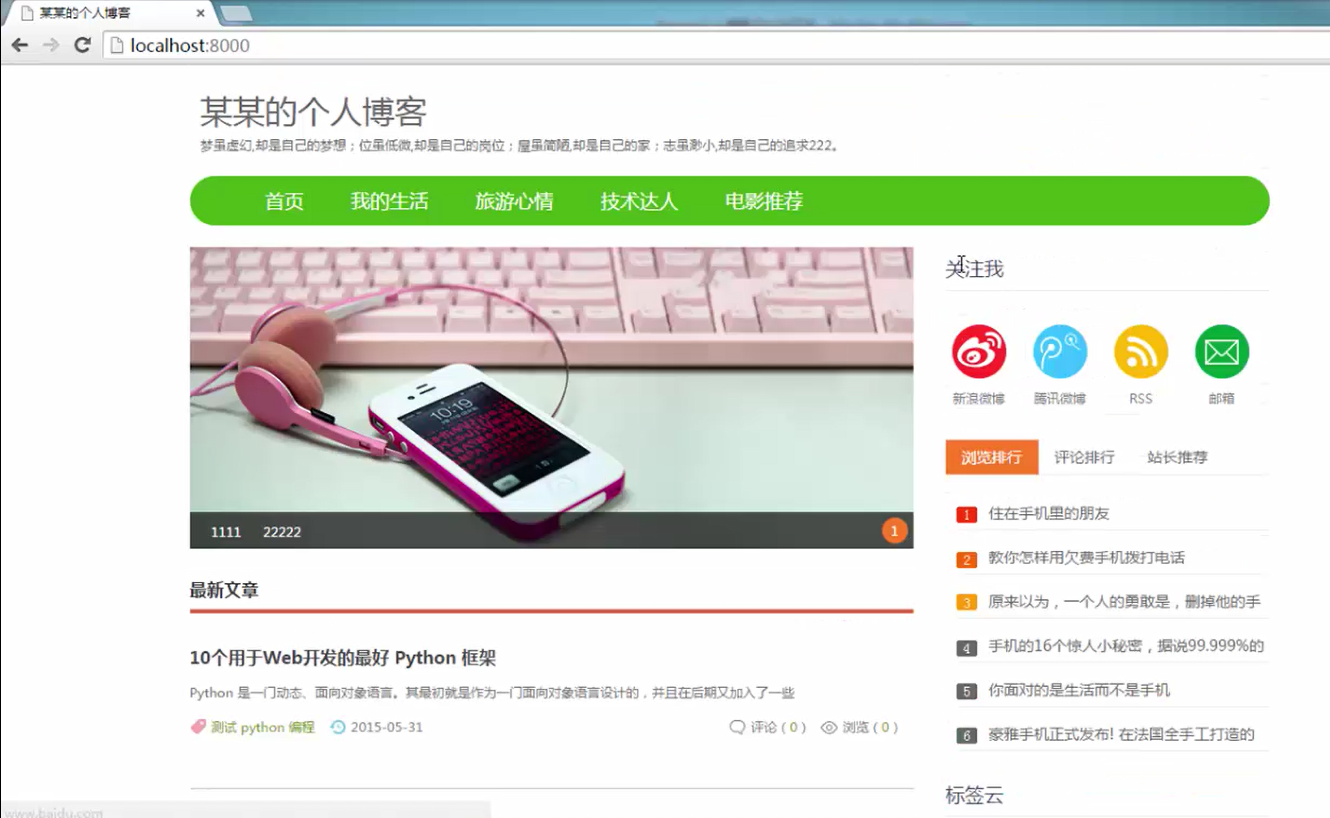 某某的个人博客
localhost:8000
某某的个人博客
梦虽虚幻,却是自己的梦想；位虽低微,却是自己的岗位；屋虽简陋,却是自己的家；志虽渺小,却是自己的追求222。
首页 我的生活 旅游心情 技术达人 电影推荐
10:19
1111 22222 1
最新文章
10个用于Web开发的最好 Python 框架
Python 是一门动态、面向对象语言。其最初就是作为一门面向对象语言设计的，并且在后期又加入了一些
测试 python 编程 2015-05-31 评论 ( 0 ) 浏览 ( 0 )
关注我
新浪微博 腾讯微博 RSS 邮箱
浏览排行 评论排行 站长推荐
1 住在手机里的朋友
2 教你怎样用欠费手机拨打电话
3 原来以为，一个人的勇敢是，删掉他的手
4 手机的16个惊人小秘密，据说99.999%的
5 你面对的是生活而不是手机
6 豪雅手机正式发布! 在法国全手工打造的
标签云
www.baidu.com